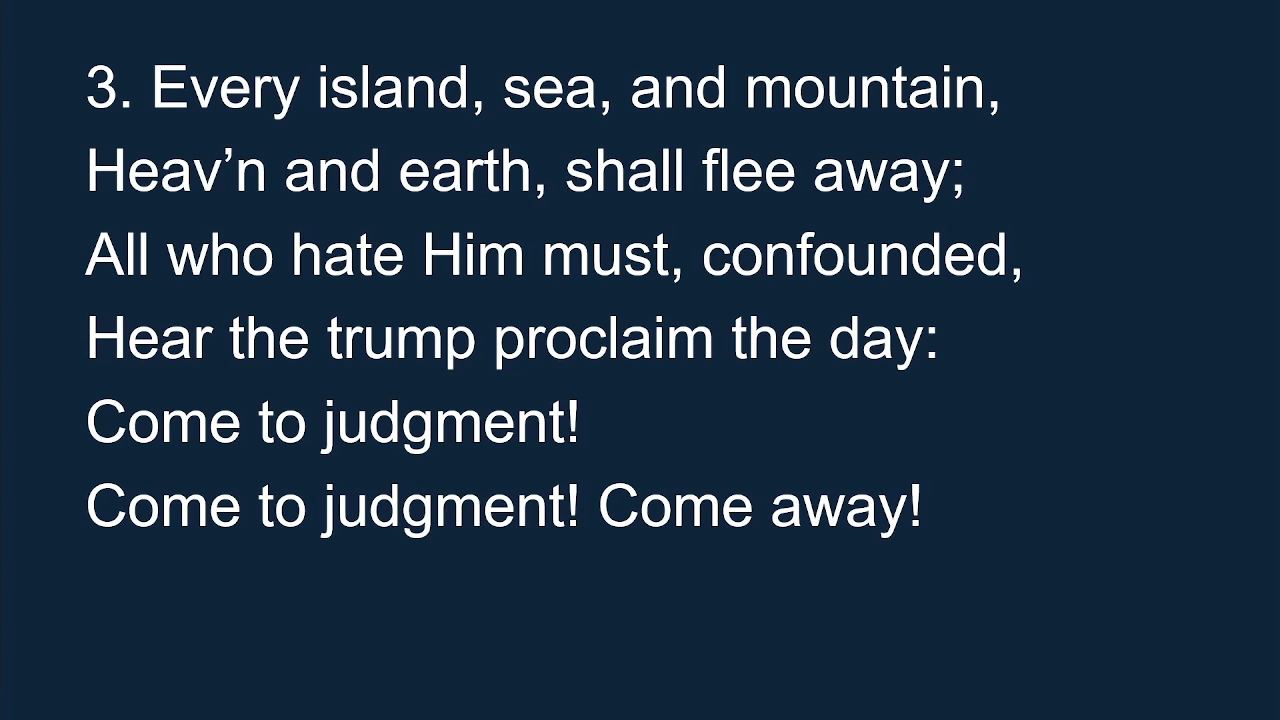 3. Every island, sea, and mountain,
Heav’n and earth, shall flee away;
All who hate Him must, confounded,
Hear the trump proclaim the day:
Come to judgment!
Come to judgment! Come away!